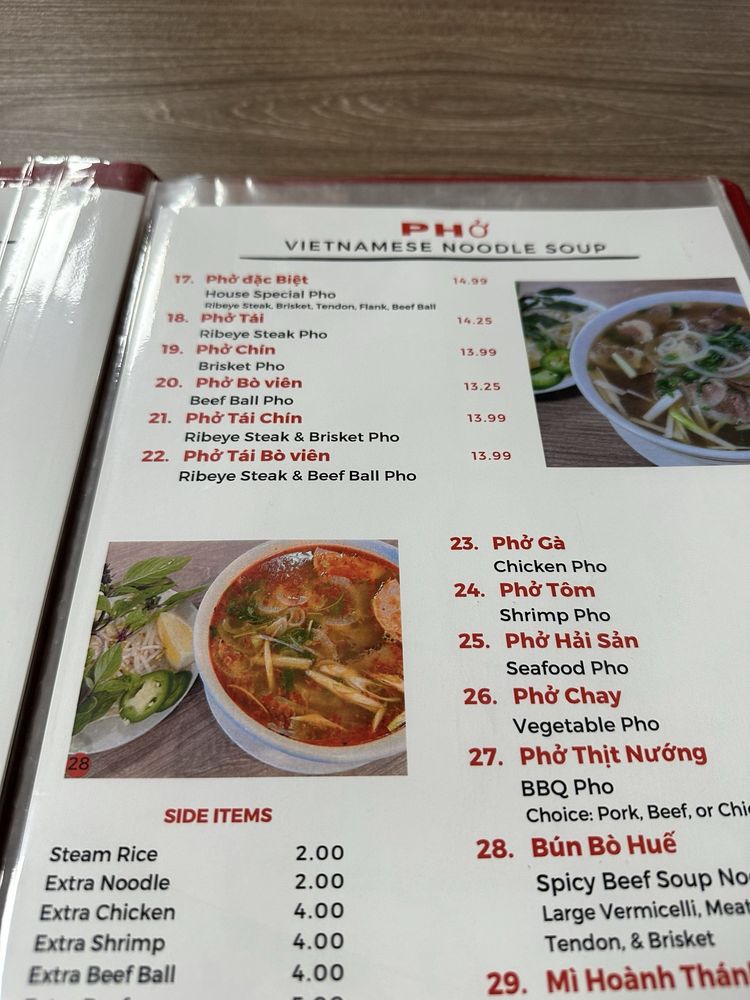 PHở
VIETNAMESE NOODLE SOUP
17. Phở đặc Biệt 14.99
House Special Pho
Ribeye Steak, Brisket, Tendon, Flank, Beef Ball
18. Phở Tái 14.25
Ribeye Steak Pho
19. Phở Chín 13.99
Brisket Pho
20. Phở Bò viên 13.25
Beef Ball Pho
21. Phở Tái Chín 13.99
Ribeye Steak & Brisket Pho
22. Phở Tái Bò viên 13.99
Ribeye Steak & Beef Ball Pho
23. Phở Gà
Chicken Pho
24. Phở Tôm
Shrimp Pho
25. Phở Hải Sản
Seafood Pho
26. Phở Chay
Vegetable Pho
27. Phở Thịt Nướng
BBQ Pho
Choice: Pork, Beef, or
28. Bún Bò Huế
Spicy Beef Soup
Large Vermicelli,
Tendon, & Brisket
29. Mì Hoành
28
SIDE ITEMS
Steam Rice 2.00
Extra Noodle 2.00
Extra Chicken 4.00
Extra Shrimp 4.00
Extra Beef Ball 4.00